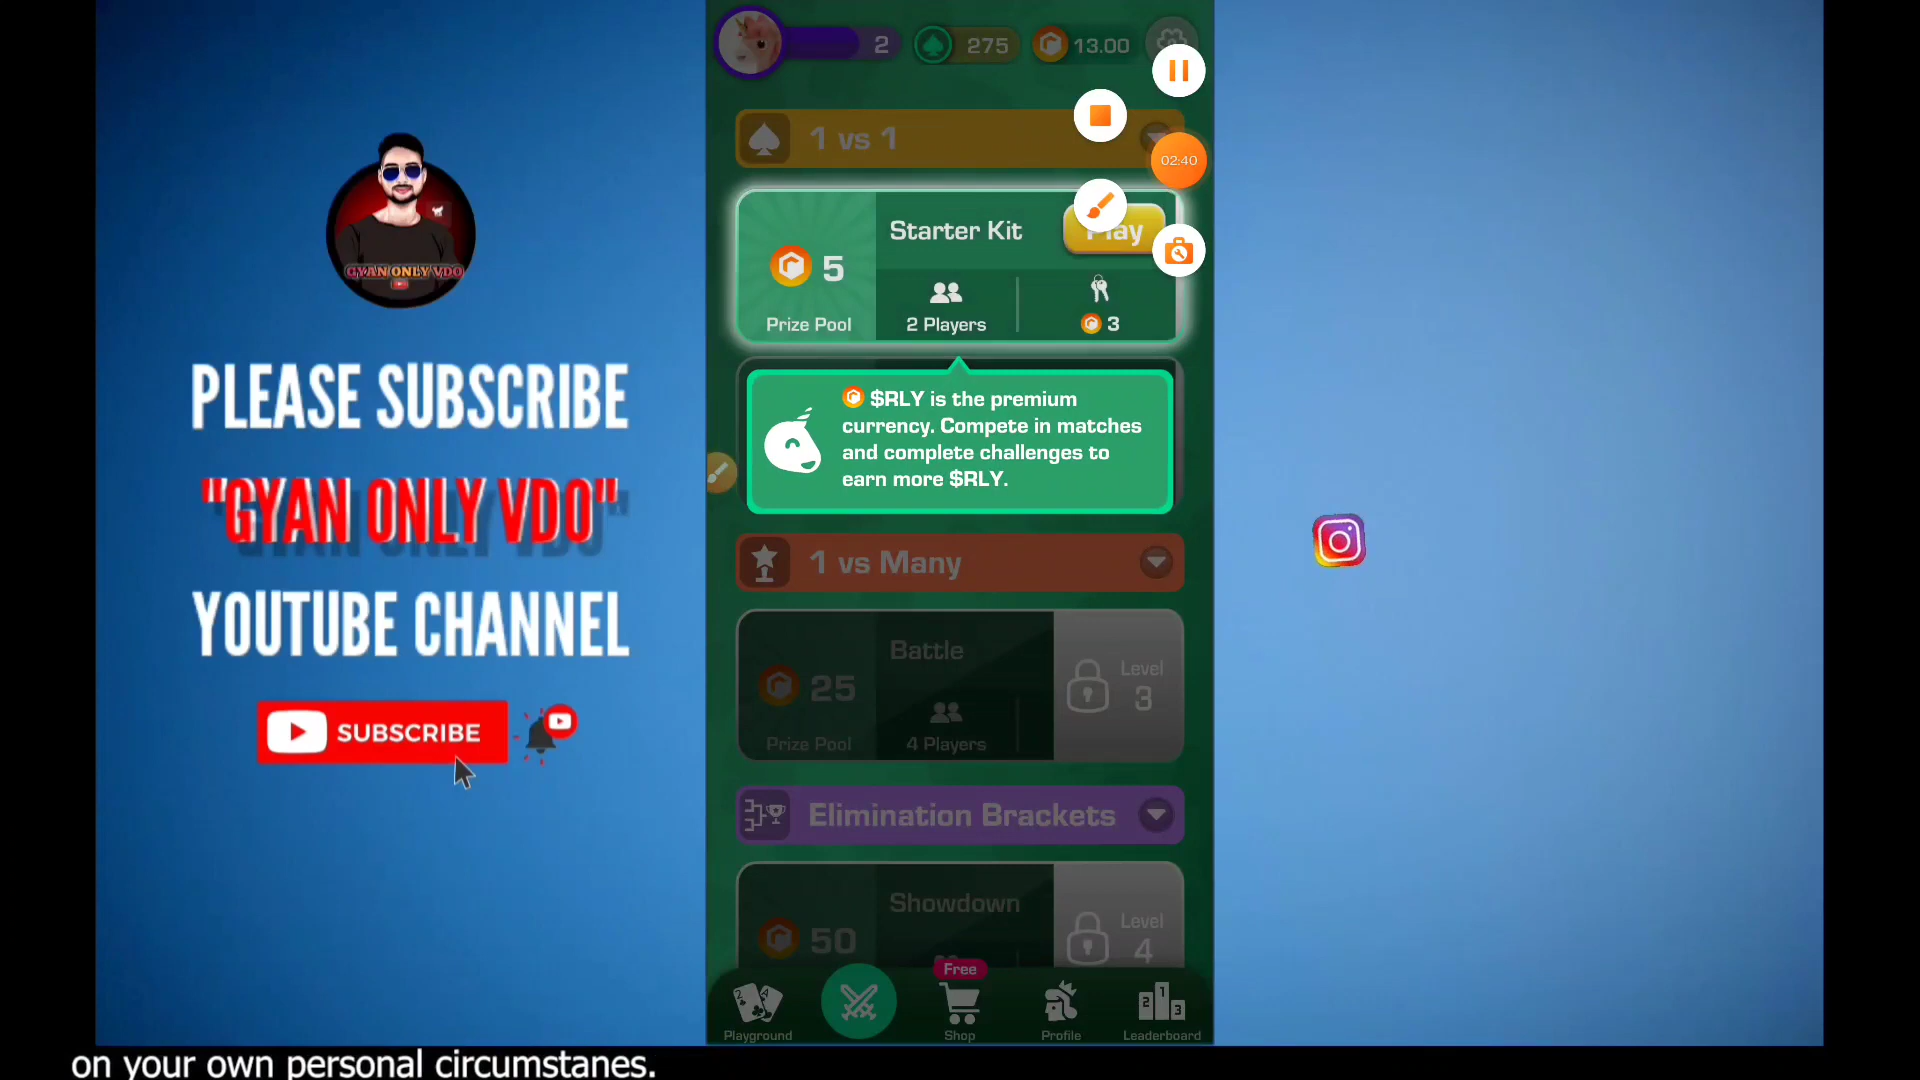 GYAN ONLY VDO
PLEASE SUBSCRIBE
"GYAN ONLY VDO"
YOUTUBE CHANNEL
SUBSCRIBE
2
275
13.00
1 vs 1
02:40
5
Prize Pool
Starter Kit
Play
2 Players
3
$RLY is the premium
currency. Compete in matches
and complete challenges to
earn more $RLY.
1 vs Many
25
Prize Pool
Battle
4 Players
Level
3
Elimination Brackets
50
Showdown
Level
4
Free
Playground
Shop
Profile
Leaderboard
on your own personal circumstanes.